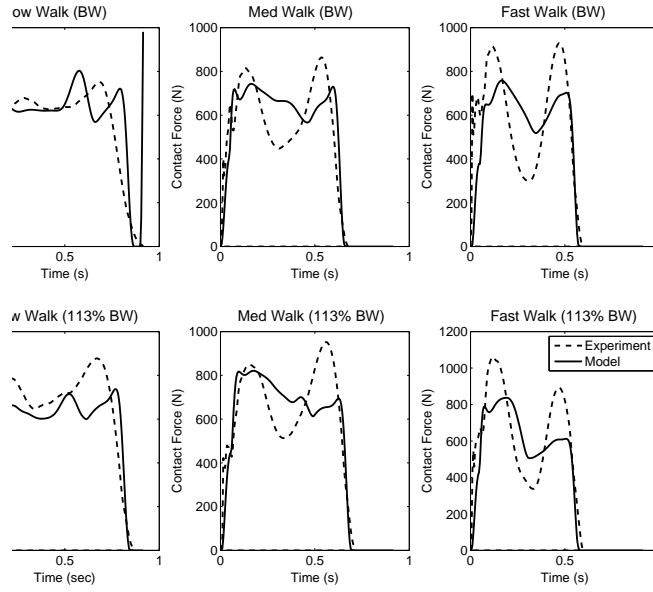 ow Walk (BW)
0.5
1
Time (s)
Med Walk (BW)
Contact Force (N)
1000
800
600
400
200
0
0
0.5
1
Time (s)
Fast Walk (BW)
Contact Force (N)
1000
800
600
400
200
0
0
0.5
Time (s)
w Walk (113% BW)
0.5
1
Time (sec)
Med Walk (113% BW)
Contact Force (N)
1000
800
600
400
200
0
0
0.5
1
Time (s)
Fast Walk (113% BW)
Contact Force (N)
1200
1000
800
600
400
200
0
0
0.5
Time (s)
Experiment
Model